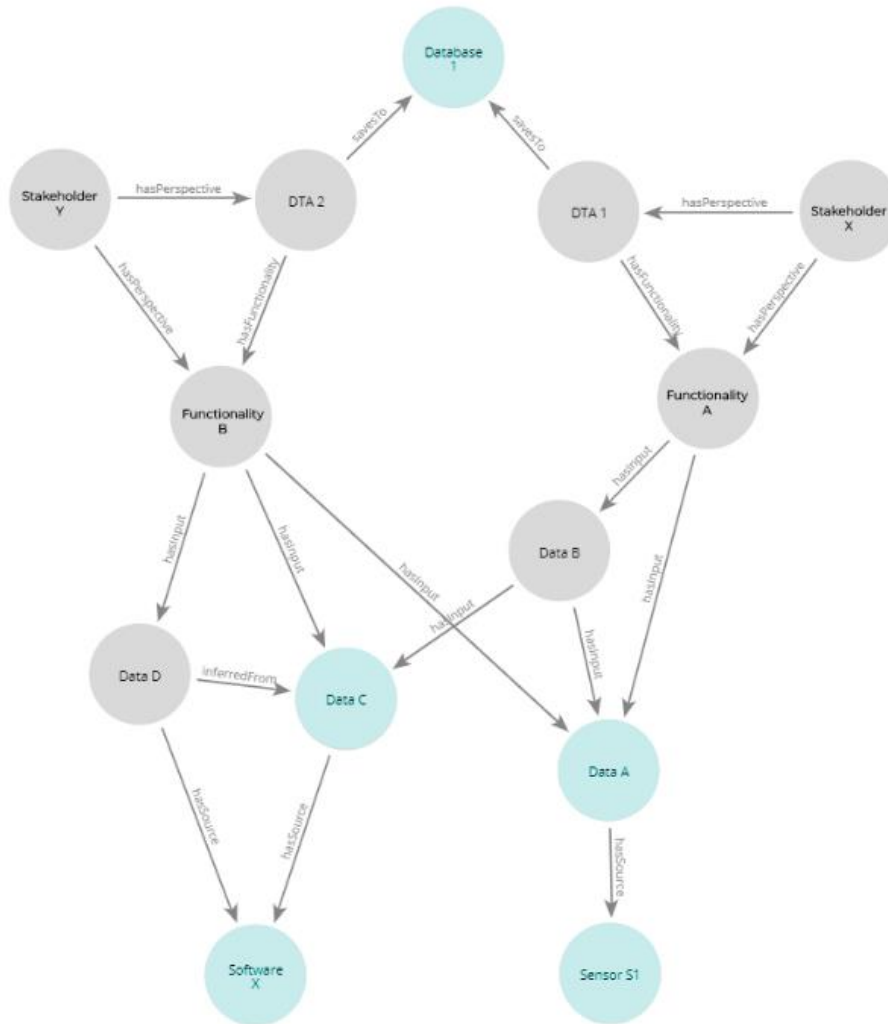 Database
1
savesTo
savesTo
Stakeholder
Y
hasPerspective
DTA 2
DTA 1
hasPerspective
Stakeholder
X
hasPerspective
hasFunctionality
hasFunctionality
hasPerspective
Functionality
B
Functionality
A
hasInput
hasInput
hasInput
hasInput
Data B
hasInput
hasInput
hasInput
Data D
inferredFrom
Data C
Data A
hasSource
hasSource
hasSource
Software
X
Sensor S1